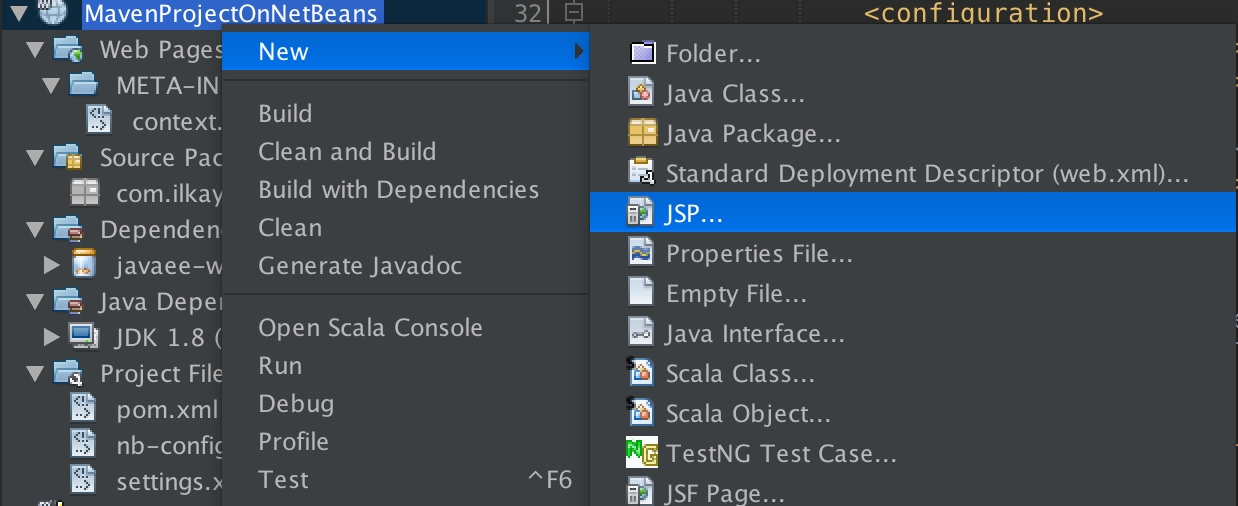 MavenProjectOnNetBeans
Web Pages
META-IN
context.
Source Pac
com.ilkay
Dependen
javaee-w
Java Depe
JDK 1.8 (
Project File
pom.xml
nb-config
settings.x
32
<configuration>
New
Build
Clean and Build
Build with Dependencies
Clean
Generate Javadoc
Open Scala Console
Run
Debug
Profile
Test ^F6
Folder...
Java Class...
Java Package...
Standard Deployment Descriptor (web.xml)...
JSP...
Properties File...
Empty File...
Java Interface...
Scala Class...
Scala Object...
TestNG Test Case...
JSF Page...